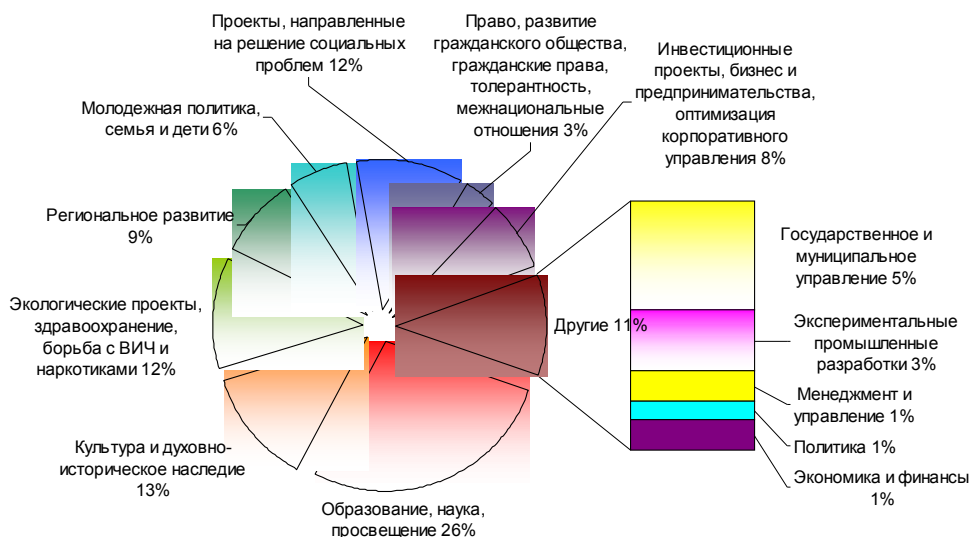 Проекты, направленные
на решение социальных
проблем 12%
Право, развитие
гражданского общества,
гражданские права,
толерантность,
межнациональные
отношения 3%
Инвестиционные
проекты, бизнес и
предпринимательства,
оптимизация
корпоративного
управления 8%
Молодежная политика,
семья и дети 6%
Региональное развитие
9%
Экологические проекты,
здравоохранение,
борьба с ВИЧ и
наркотиками 12%
Культура и духовно-
историческое наследие
13%
Образование, наука,
просвещение 26%
Другие 11%
Государственное и
муниципальное
управление 5%
Экспериментальные
промышленные
разработки 3%
Менеджмент и
управление 1%
Политика 1%
Экономика и финансы
1%